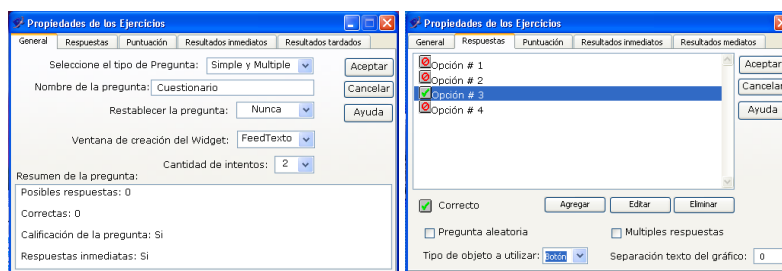 Propiedades de los Ejercicios
General Respuestas Puntuación Resultados inmediatos Resultados tardados
Seleccione el tipo de Pregunta: Simple y Multiple
Aceptar
Nombre de la pregunta: Cuestionario
Cancelar
Restablecer la pregunta: Nunca
Ayuda
Ventana de creación del Widget: FeedTexto
Cantidad de intentos: 2
Resumen de la pregunta:
Posibles respuestas: 0
Correctas: 0
Calificación de la pregunta: Si
Respuestas inmediatas: Si
Propiedades de los Ejercicios
General Respuestas Puntuación Resultados inmediatos Resultados mediatos
Opción # 1
Opción # 2
Opción # 3
Opción # 4
Aceptar
Cancelar
Ayuda
Correcto Agregar Editar Eliminar
Pregunta aleatoria Multiples respuestas
Tipo de objeto a utilizar: Botón Separación texto del gráfico: 0